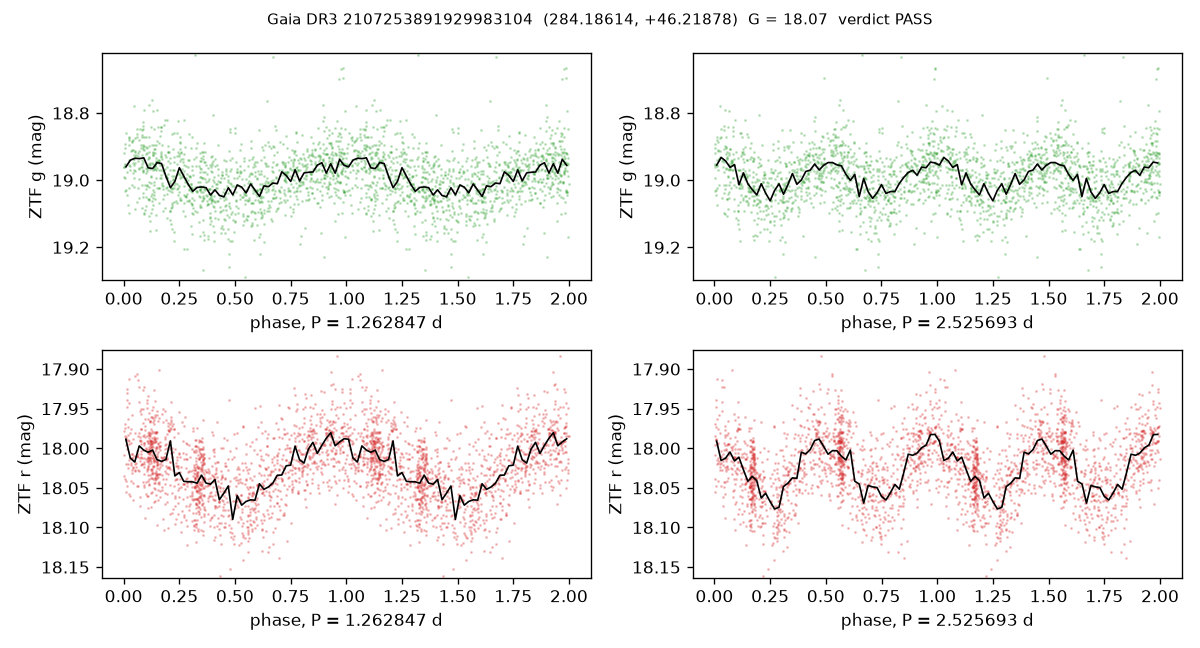 Gaia DR3 2107253891929983104 (284.18614, +46.21878) G = 18.07 verdict PASS
ZTF g (mag)
18.8
19.0
19.2
0.00 0.25 0.50 0.75 1.00 1.25 1.50 1.75 2.00
phase, P = 1.262847 d
ZTF g (mag)
18.8
19.0
19.2
0.00 0.25 0.50 0.75 1.00 1.25 1.50 1.75 2.00
phase, P = 2.525693 d
ZTF r (mag)
17.90
17.95
18.00
18.05
18.10
18.15
0.00 0.25 0.50 0.75 1.00 1.25 1.50 1.75 2.00
phase, P = 1.262847 d
ZTF r (mag)
17.90
17.95
18.00
18.05
18.10
18.15
0.00 0.25 0.50 0.75 1.00 1.25 1.50 1.75 2.00
phase, P = 2.525693 d